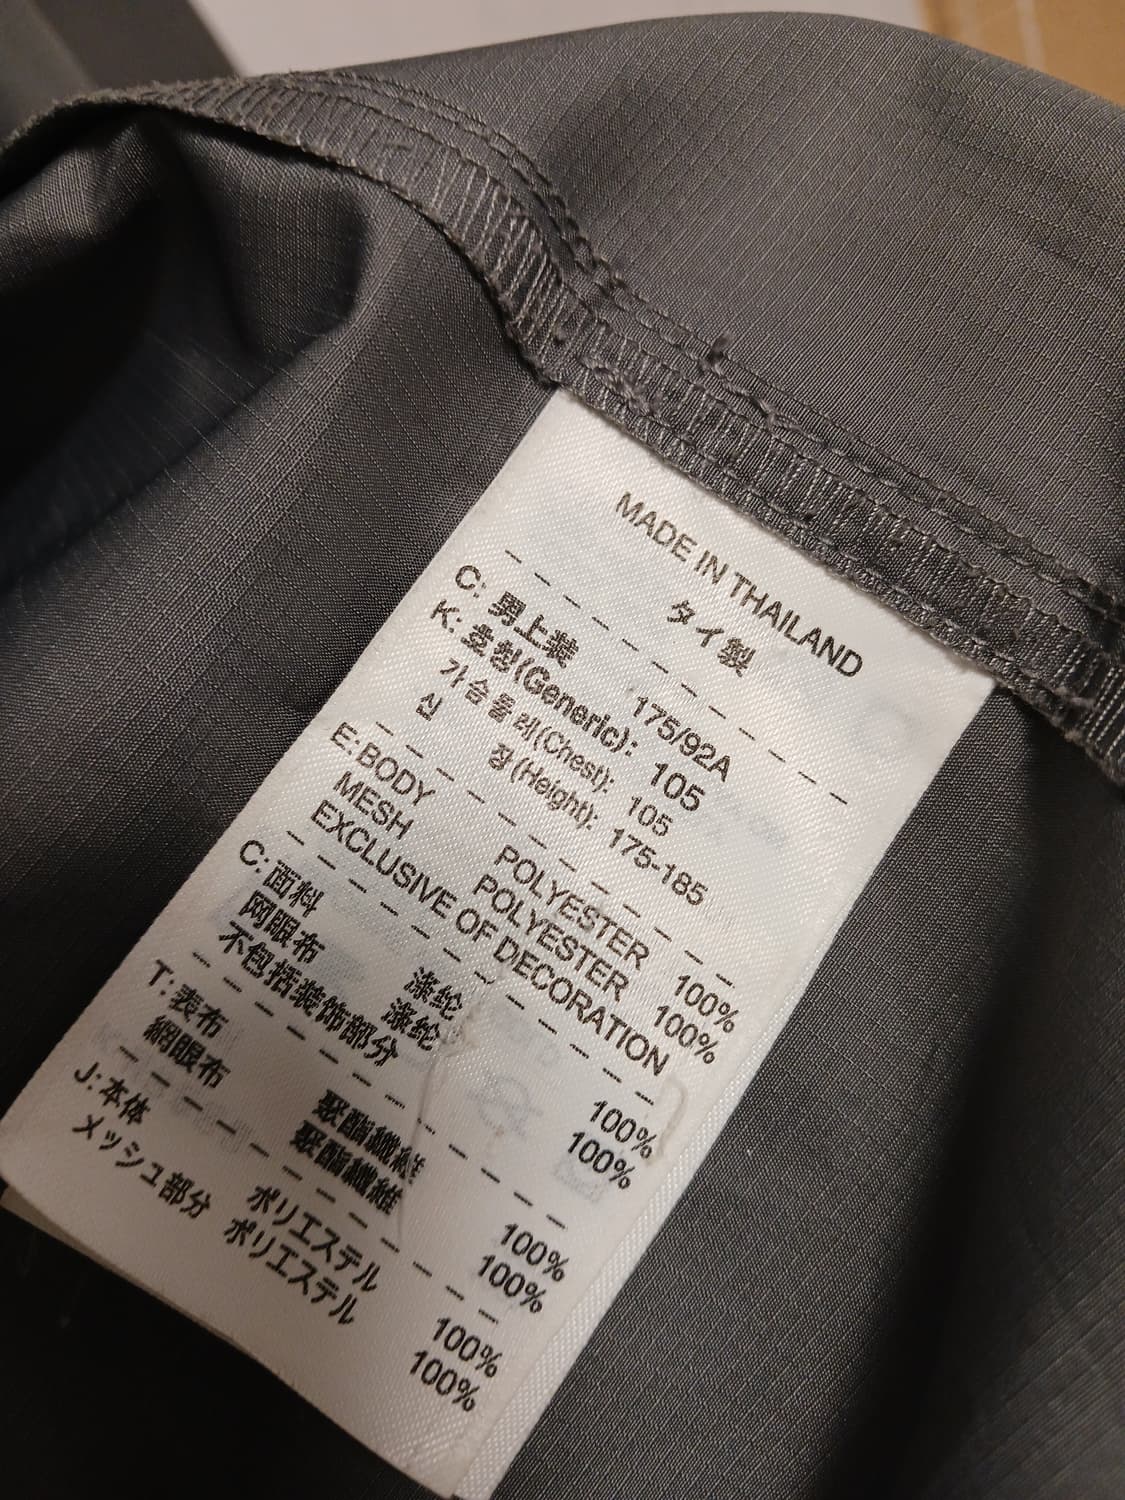 MADE IN THAILAND
タイ製
C: 男上装 175/92A
K: 호칭(Generic): 105
가슴둘레(Chest): 105
신 장(Height): 175-185
E: BODY POLYESTER 100%
MESH POLYESTER 100%
EXCLUSIVE OF DECORATION
C: 面料 涤纶 100%
网眼布 涤纶 100%
不包括装饰部分
T: 表布 聚酯纖維 100%
網眼布 聚酯纖維 100%
J: 本体 ポリエステル 100%
メッシュ部分 ポリエステル 100%